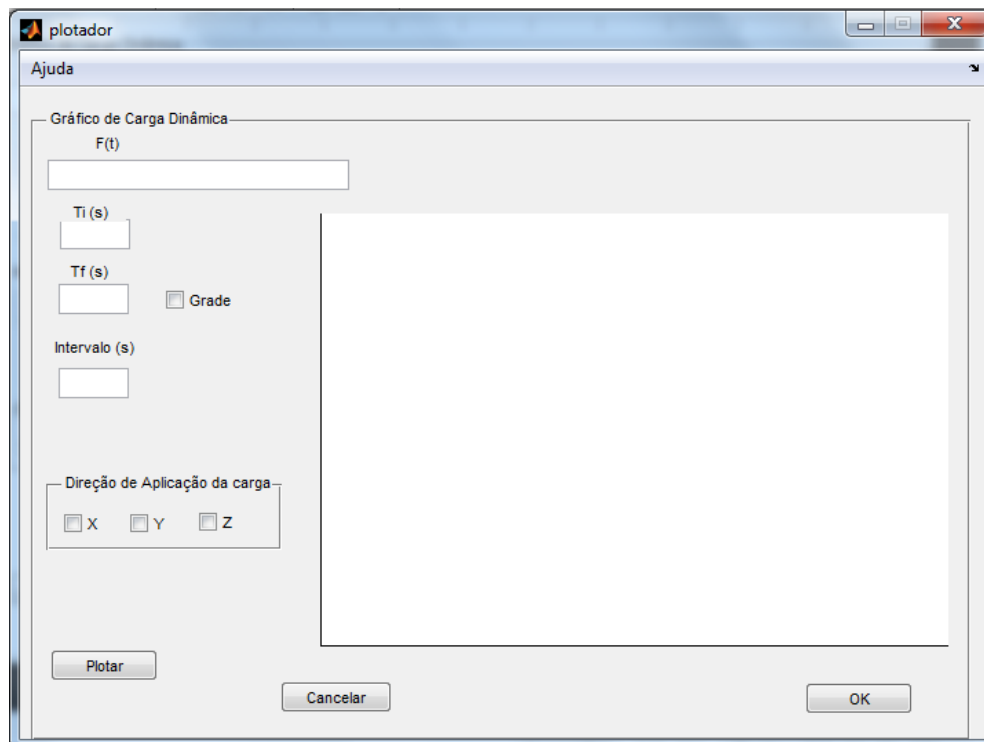 plotador
Ajuda
Gráfico de Carga Dinâmica
F(t)
Ti (s)
Tf (s)
Grade
Intervalo (s)
Direção de Aplicação da carga
X Y Z
Plotar
Cancelar OK